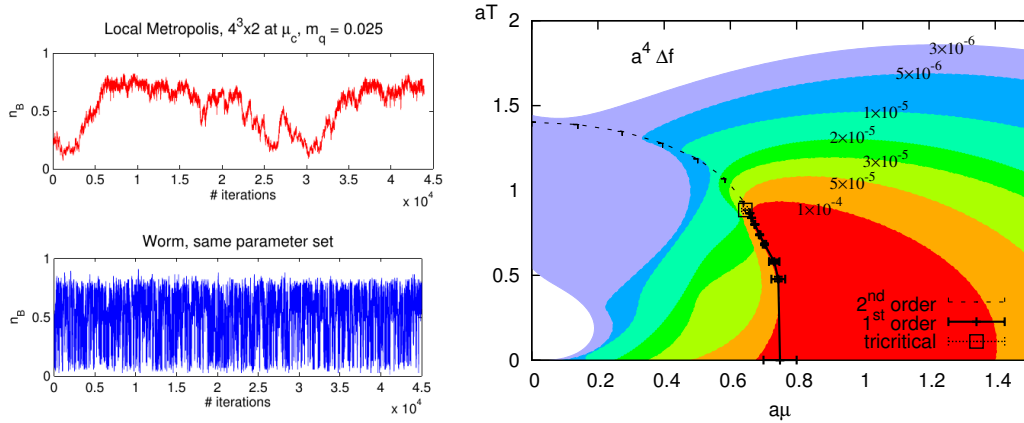 Local Metropolis, 4³x2 at μ_c, m_q = 0.025
1
0.5
0
n_B
0 0.5 1 1.5 2 2.5 3 3.5 4 4.5
# iterations
x 10⁴
Worm, same parameter set
1
0.5
0
n_B
0 0.5 1 1.5 2 2.5 3 3.5 4 4.5
# iterations
x 10⁴
aT
2
1.5
1
0.5
0
a⁴ Δf
3×10⁻⁶
5×10⁻⁶
1×10⁻⁵
2×10⁻⁵
3×10⁻⁵
5×10⁻⁵
1×10⁻⁴
2nd order
1st order
tricritical
0 0.2 0.4 0.6 0.8 1 1.2 1.4
aμ